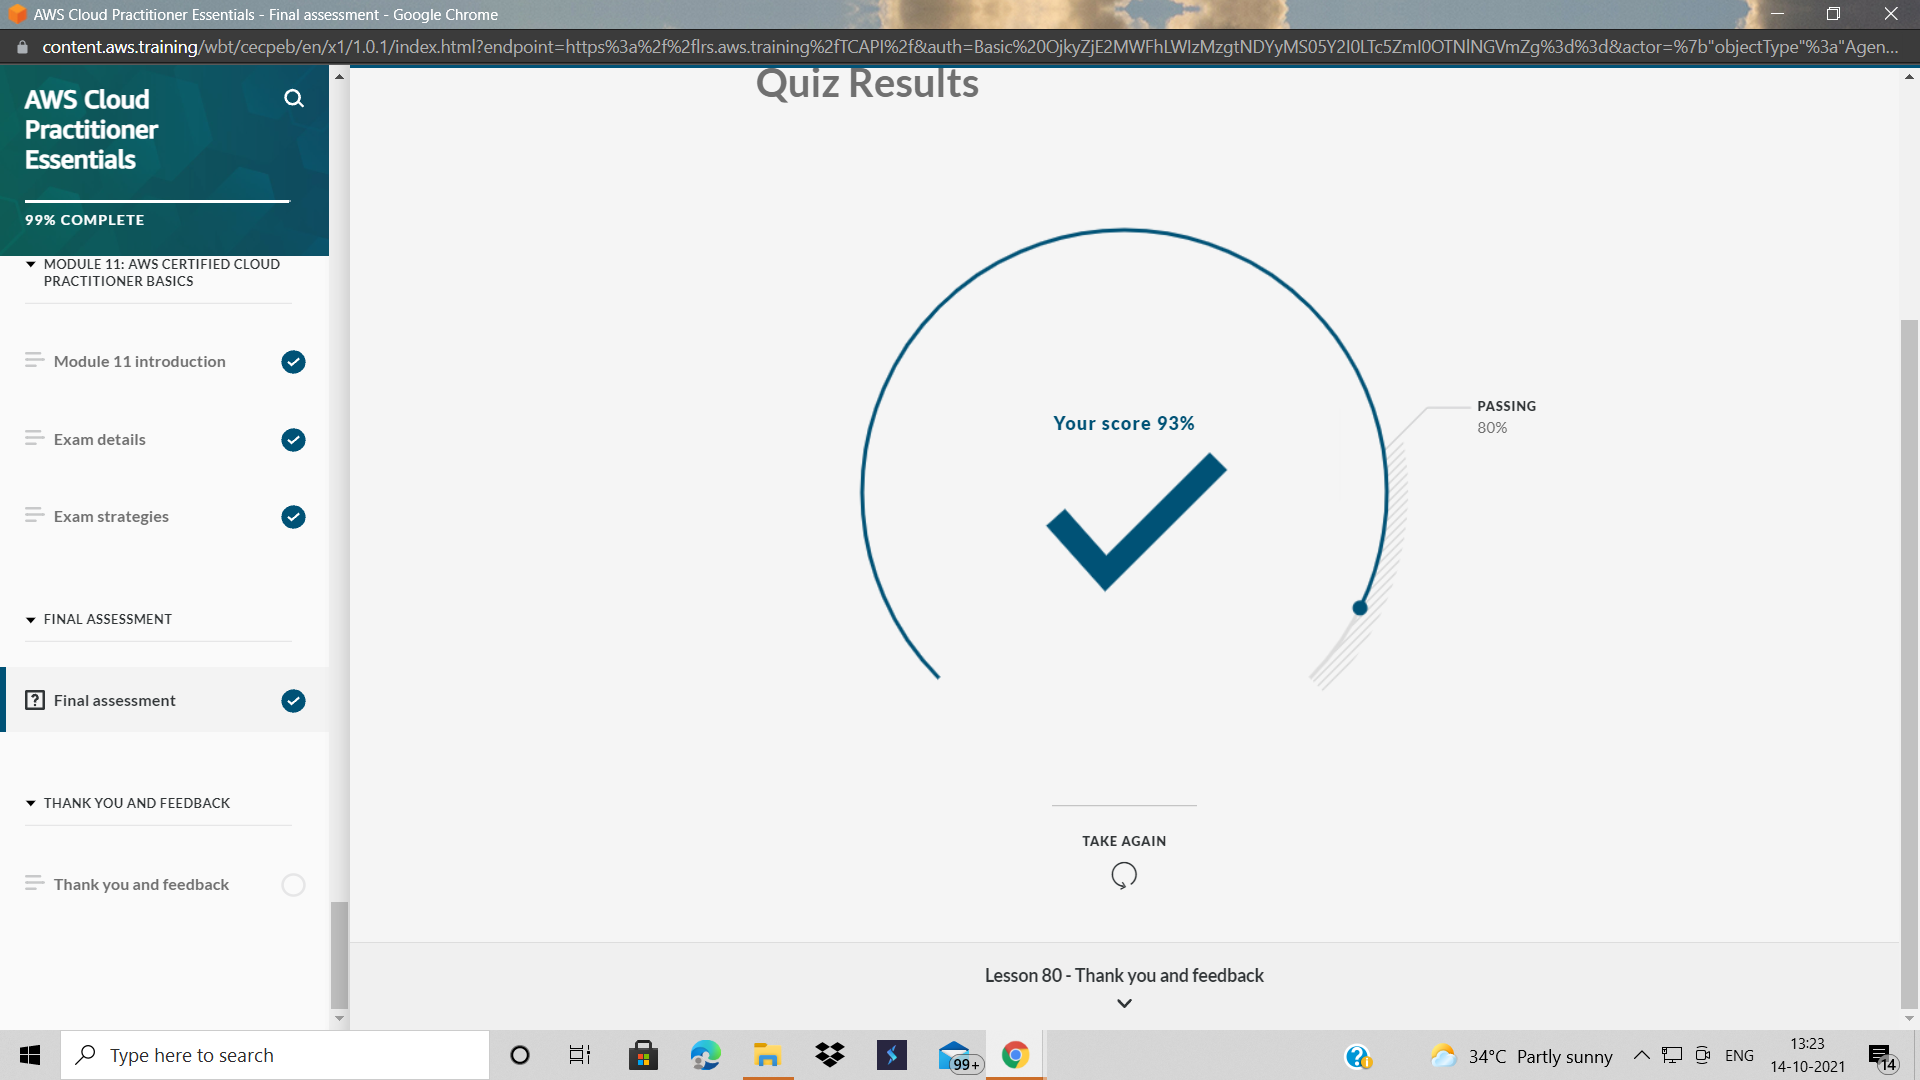 AWS Cloud Practitioner Essentials - Final assessment - Google Chrome
content.aws.training/wbt/cecpeb/en/x1/1.0.1/index.html?endpoint=https%3a%2f%2flrs.aws.training%2fTCAPI%2f&auth=Basic%20OjkyZjE2MWFhLWIzMzgtNDYyMS05Y2I0LTc5ZmI0OTNlNGVmZg%3d%3d&actor=%7b"objectType"%3a"Agen...
AWS Cloud
Practitioner
Essentials
99% COMPLETE
MODULE 11: AWS CERTIFIED CLOUD
PRACTITIONER BASICS
Module 11 introduction
Exam details
Exam strategies
FINAL ASSESSMENT
Final assessment
THANK YOU AND FEEDBACK
Thank you and feedback
Quiz Results
Your score 93%
PASSING
80%
TAKE AGAIN
Lesson 80 - Thank you and feedback
Type here to search
99+
34°C Partly sunny
ENG
13:23
14-10-2021
14